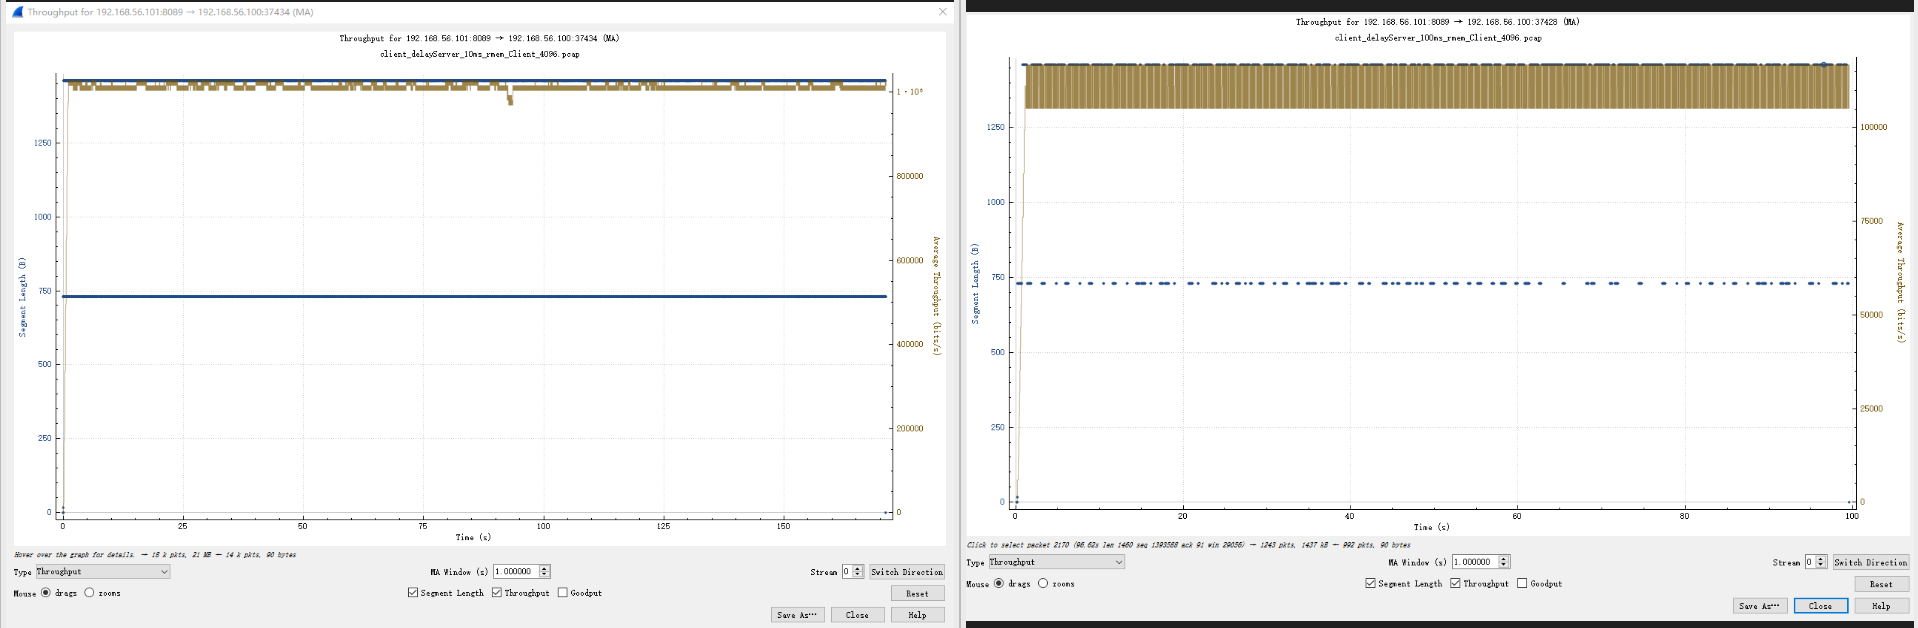 Throughput for 192.168.56.101:8089 → 192.168.56.100:37434 (MA)
Throughput for 192.168.56.101:8089 → 192.168.56.100:37434 (MA)
client_delayServer_10ms_rmem_Client_4096.pcap
Segment Length (B)
1250
1000
750
500
250
0
1·10⁶
800000
600000
400000
200000
0
Average Throughput (bits/s)
0
25
50
75
100
125
150
Time (s)
Hover over the graph for details. → 18 k pkts, 21 MB ← 14 k pkts, 90 bytes
Type Throughput
MA Window (s) 1.000000
Stream 0
Switch Direction
Mouse drags zooms
Segment Length Throughput Goodput
Reset
Save As…
Close
Help
Throughput for 192.168.56.101:8089 → 192.168.56.100:37428 (MA)
client_delayServer_100ms_rmem_Client_4096.pcap
Segment Length (B)
1250
1000
750
500
250
0
100000
75000
50000
25000
0
Average Throughput (bits/s)
0
20
40
60
80
100
Time (s)
Click to select packet 2170 (96.62s len 1460 seq 1393588 ack 91 win 29056) → 1243 pkts, 1437 kB ← 992 pkts, 90 bytes
Type Throughput
MA Window (s) 1.000000
Stream 0
Switch Direction
Mouse drags zooms
Segment Length Throughput Goodput
Reset
Save As…
Close
Help